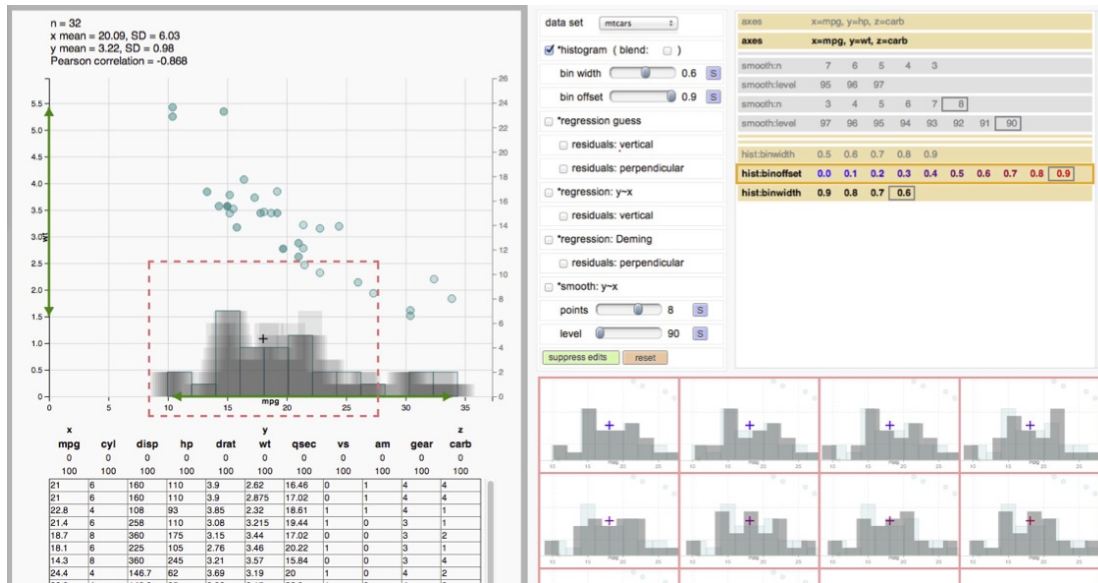 n = 32
x mean = 20.09, SD = 6.03
y mean = 3.22, SD = 0.98
Pearson correlation = -0.868
26
24
22
20
18
16
14
12
10
8
6
4
2
0
5.5
5.0
4.5
4.0
3.5
3.0
2.5
2.0
1.5
1.0
0.5
0
wt
0 5 10 15 20 25 30 35
mpg
x y z
mpg cyl disp hp drat wt qsec vs am gear carb
0 0 0 0 0 0 0 0 0 0 0
100 100 100 100 100 100 100 100 100 100 100
21 6 160 110 3.9 2.62 16.46 0 1 4 4
21 6 160 110 3.9 2.875 17.02 0 1 4 4
22.8 4 108 93 3.85 2.32 18.61 1 1 4 1
21.4 6 258 110 3.08 3.215 19.44 1 0 3 1
18.7 8 360 175 3.15 3.44 17.02 0 0 3 2
18.1 6 225 105 2.76 3.46 20.22 1 0 3 1
14.3 8 360 245 3.21 3.57 15.84 0 0 3 4
24.4 4 146.7 62 3.69 3.19 20 1 0 4 2
data set mtcars
*histogram ( blend: )
bin width 0.6 S
bin offset 0.9 S
*regression guess
residuals: vertical
residuals: perpendicular
*regression: y~x
residuals: vertical
*regression: Deming
residuals: perpendicular
*smooth: y~x
points 8 S
level 90 S
suppress edits reset
axes x=mpg, y=hp, z=carb
axes x=mpg, y=wt, z=carb
smooth:n 7 6 5 4 3
smooth:level 95 96 97
smooth:n 3 4 5 6 7 8
smooth:level 97 96 95 94 93 92 91 90
hist:binwidth 0.5 0.6 0.7 0.8 0.9
hist:binoffset 0.0 0.1 0.2 0.3 0.4 0.5 0.6 0.7 0.8 0.9
hist:binwidth 0.9 0.8 0.7 0.6